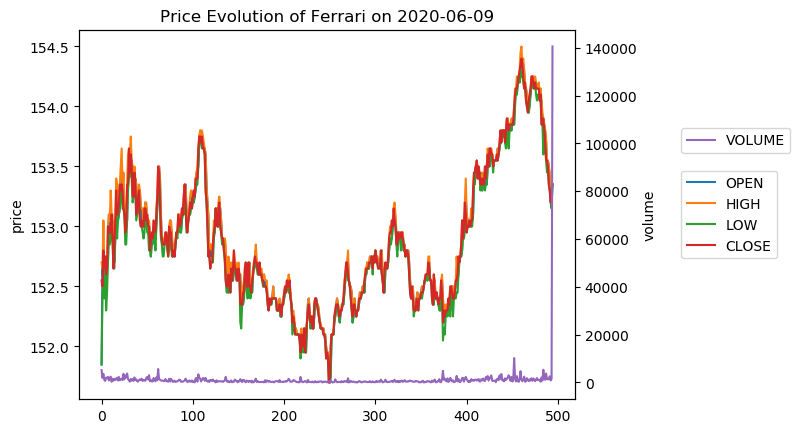 Price Evolution of Ferrari on 2020-06-09
154.5
154.0
153.5
153.0
152.5
152.0
price
0
100
200
300
400
500
140000
120000
100000
80000
60000
40000
20000
0
volume
VOLUME
OPEN
HIGH
LOW
CLOSE